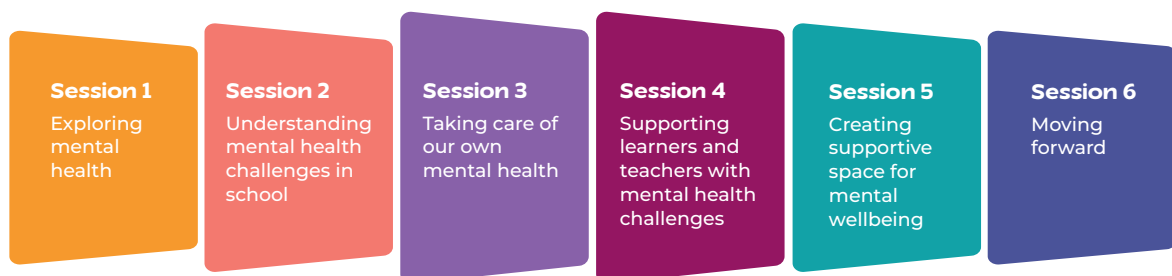 Session 1
Exploring
mental
health
Session 2
Understanding
mental health
challenges in
school
Session 3
Taking care of
our own
mental health
Session 4
Supporting
learners and
teachers with
mental health
challenges
Session 5
Creating
supportive
space for
mental
wellbeing
Session 6
Moving
forward